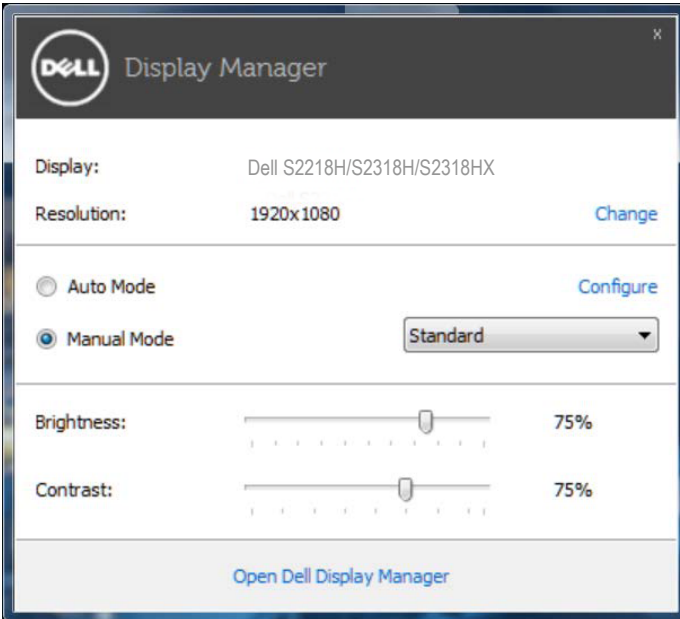 DELL Display Manager x
Display: Dell S2218H/S2318H/S2318HX
Resolution: 1920x1080 Change
Auto Mode Configure
Manual Mode Standard
Brightness: 75%
Contrast: 75%
Open Dell Display Manager